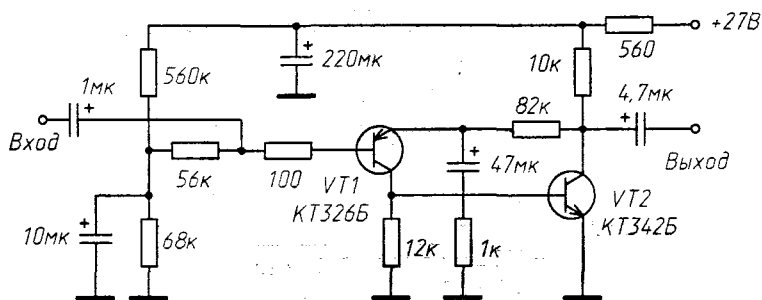 +27В
560
560к
220мк
10к
1мк
82к
4,7мк
Вход
56к
100
VT1
КТ326Б
47мк
Выход
VT2
КТ342Б
10мк
68к
12к
1к